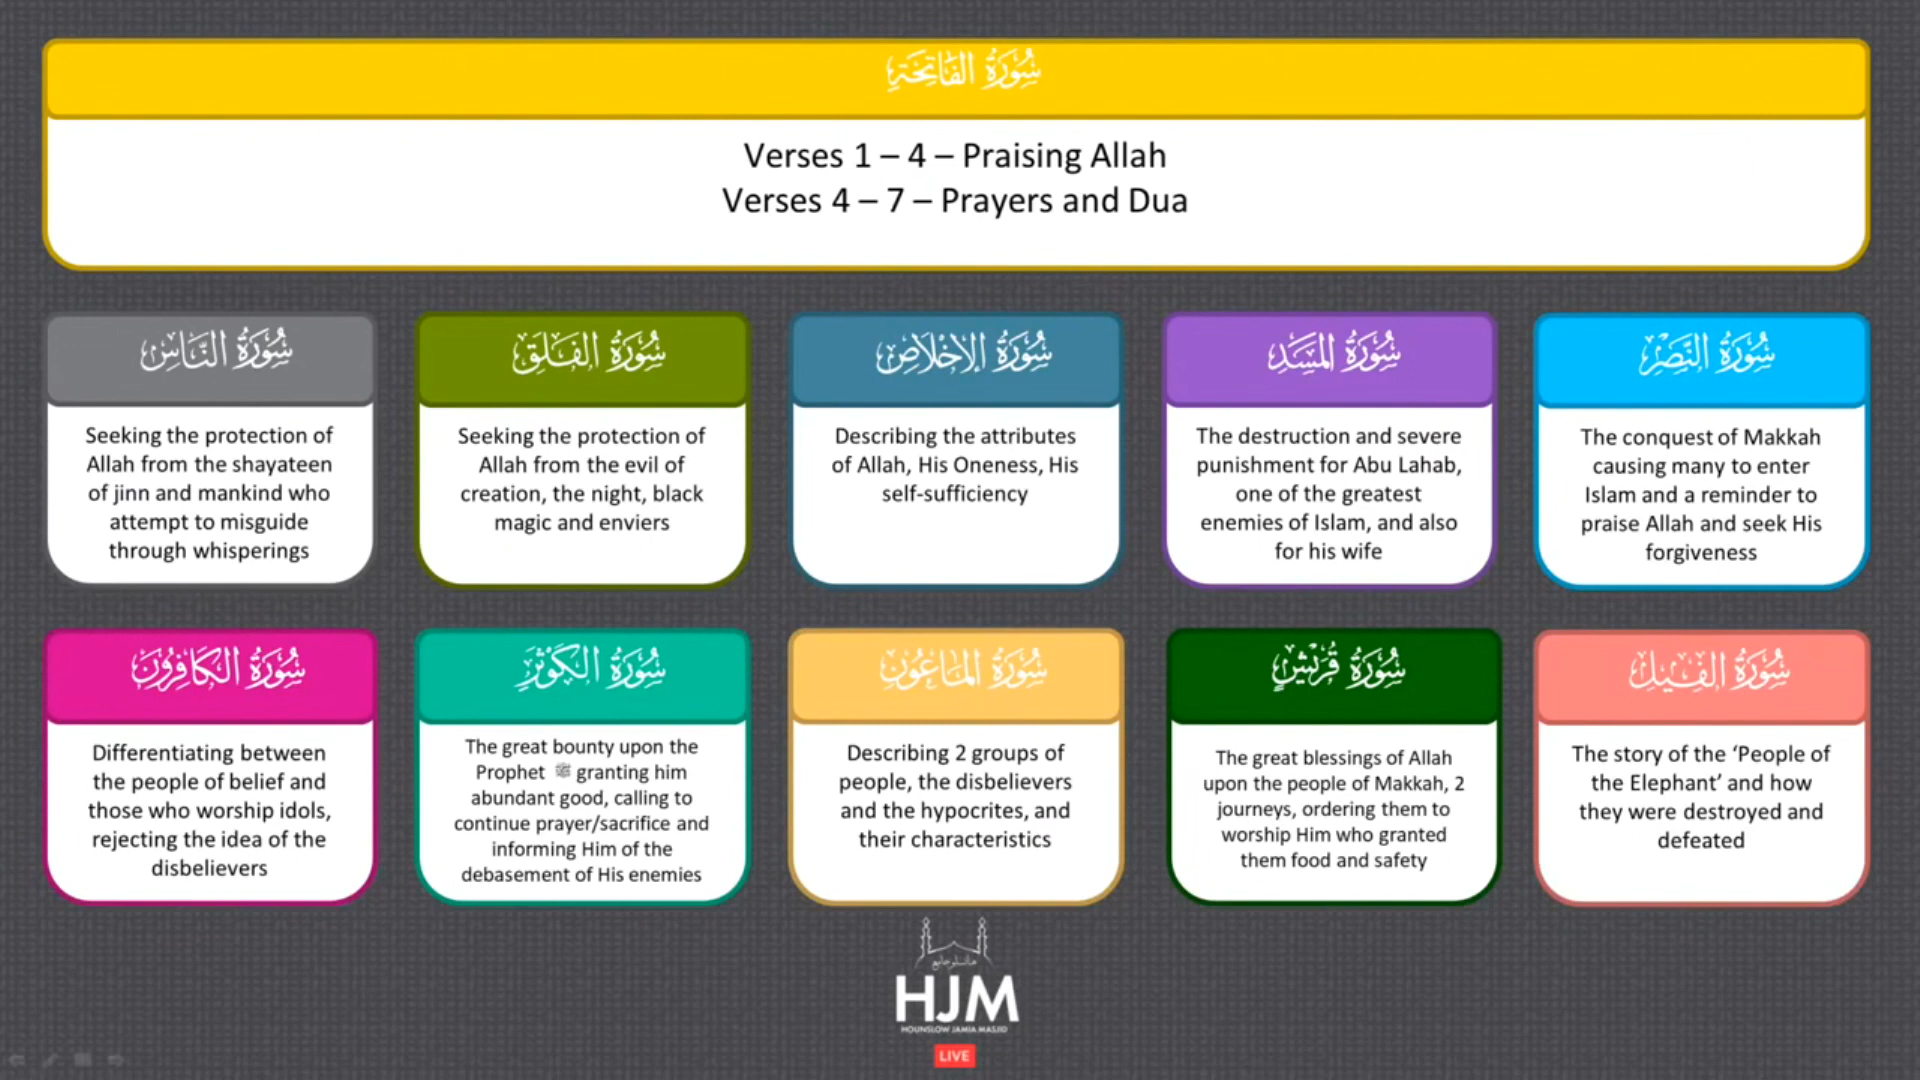 سُورَةُ الفَاتِحَةِ
Verses 1 – 4 – Praising Allah
Verses 4 – 7 – Prayers and Dua
سُورَةُ النَّاسِ
Seeking the protection of
Allah from the shayateen
of jinn and mankind who
attempt to misguide
through whisperings
سُورَةُ الفَلَقِ
Seeking the protection of
Allah from the evil of
creation, the night, black
magic and enviers
سُورَةُ الإِخْلَاصِ
Describing the attributes
of Allah, His Oneness, His
self-sufficiency
سُورَةُ المَسَدِ
The destruction and severe
punishment for Abu Lahab,
one of the greatest
enemies of Islam, and also
for his wife
سُورَةُ النَّصْرِ
The conquest of Makkah
causing many to enter
Islam and a reminder to
praise Allah and seek His
forgiveness
سُورَةُ الكَافِرُونَ
Differentiating between
the people of belief and
those who worship idols,
rejecting the idea of the
disbelievers
سُورَةُ الكَوْثَرِ
The great bounty upon the
Prophet ﷺ granting him
abundant good, calling to
continue prayer/sacrifice and
informing Him of the
debasement of His enemies
سُورَةُ المَاعُونِ
Describing 2 groups of
people, the disbelievers
and the hypocrites, and
their characteristics
سُورَةُ قُرَيْشٍ
The great blessings of Allah
upon the people of Makkah, 2
journeys, ordering them to
worship Him who granted
them food and safety
سُورَةُ الفِيلِ
The story of the ‘People of
the Elephant’ and how
they were destroyed and
defeated
هانسلو جامع
HJM
HOUNSLOW JAMIA MASJID
LIVE